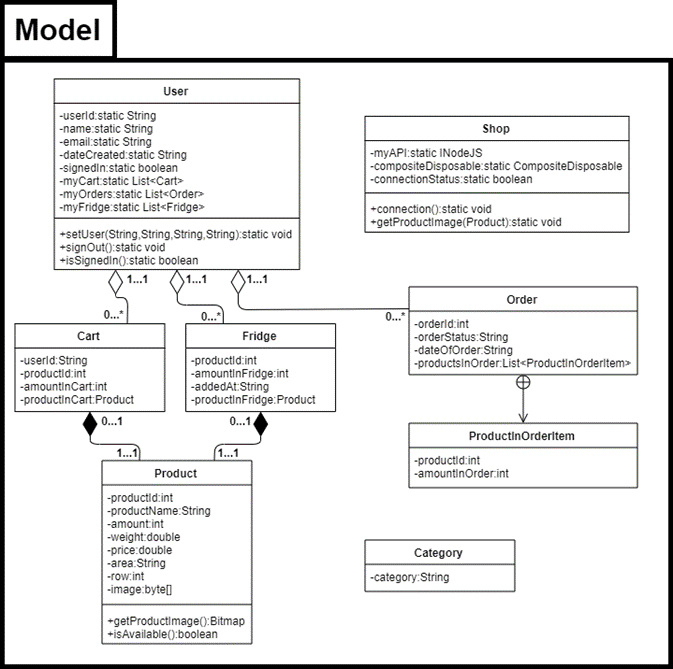 Model
User
-userId:static String
-name:static String
-email:static String
-dateCreated:static String
-signedIn:static boolean
-myCart:static List<Cart>
-myOrders:static List<Order>
-myFridge:static List<Fridge>
+setUser(String,String,String,String):static void
+signOut():static void
+isSignedIn():static boolean
Shop
-myAPI:static INodeJS
-compositeDisposable:static CompositeDisposable
-connectionStatus:static boolean
+connection():static void
+getProductImage(Product):static void
1...1
1...1
1...1
0...*
0...*
0...*
Cart
-userId:String
-productId:int
-amountInCart:int
-productInCart:Product
Fridge
-productId:int
-amountInFridge:int
-addedAt:String
-productInFridge:Product
Order
-orderId:int
-orderStatus:String
-dateOfOrder:String
-productsInOrder:List<ProductInOrderItem>
0...1
0...1
1...1
1...1
ProductInOrderItem
-productId:int
-amountInOrder:int
Product
-productId:int
-productName:String
-amount:int
-weight:double
-price:double
-area:String
-row:int
-image:byte[]
+getProductImage():Bitmap
+isAvailable():boolean
Category
-category:String